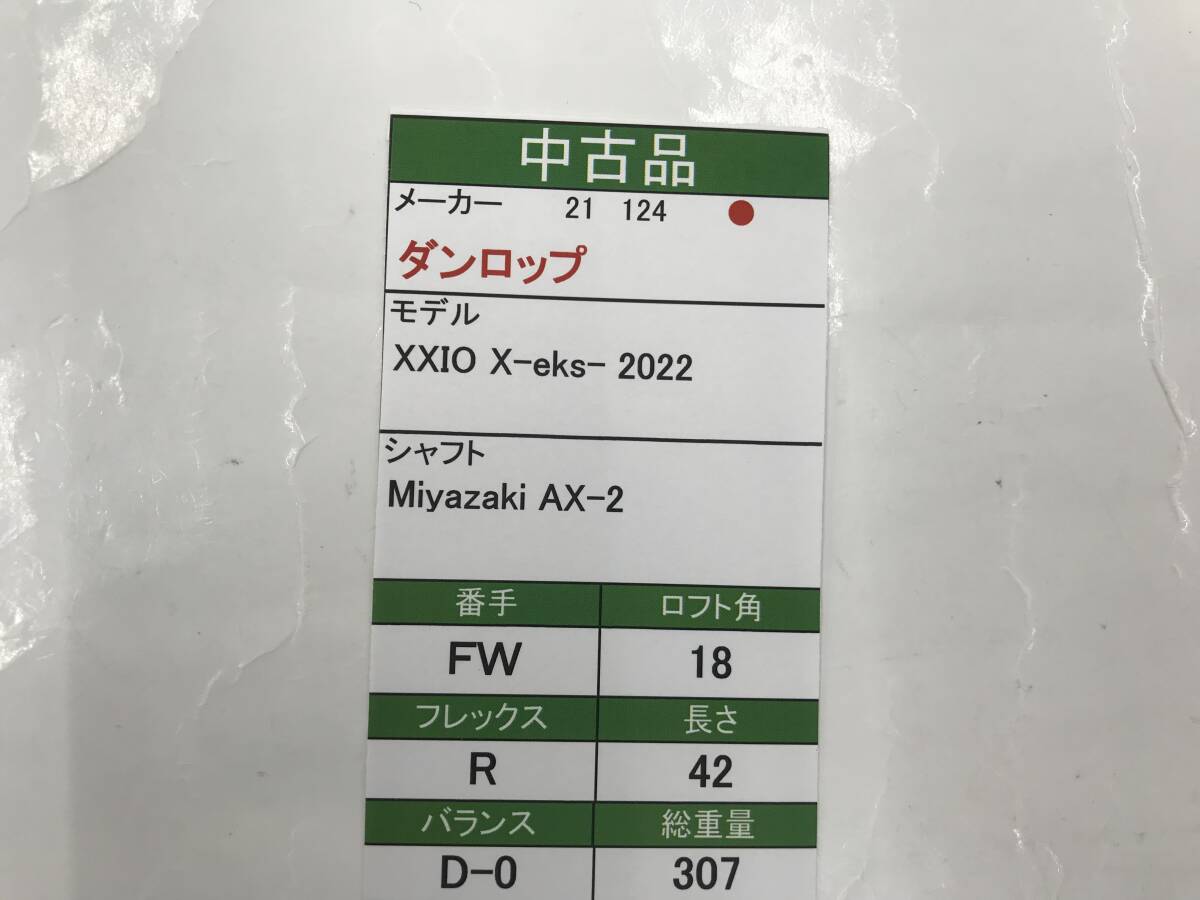 中古品
メーカー 21 124
ダンロップ
モデル
XXIO X-eks- 2022
シャフト
Miyazaki AX-2
番手 ロフト角
FW 18
フレックス 長さ
R 42
バランス 総重量
D-0 307